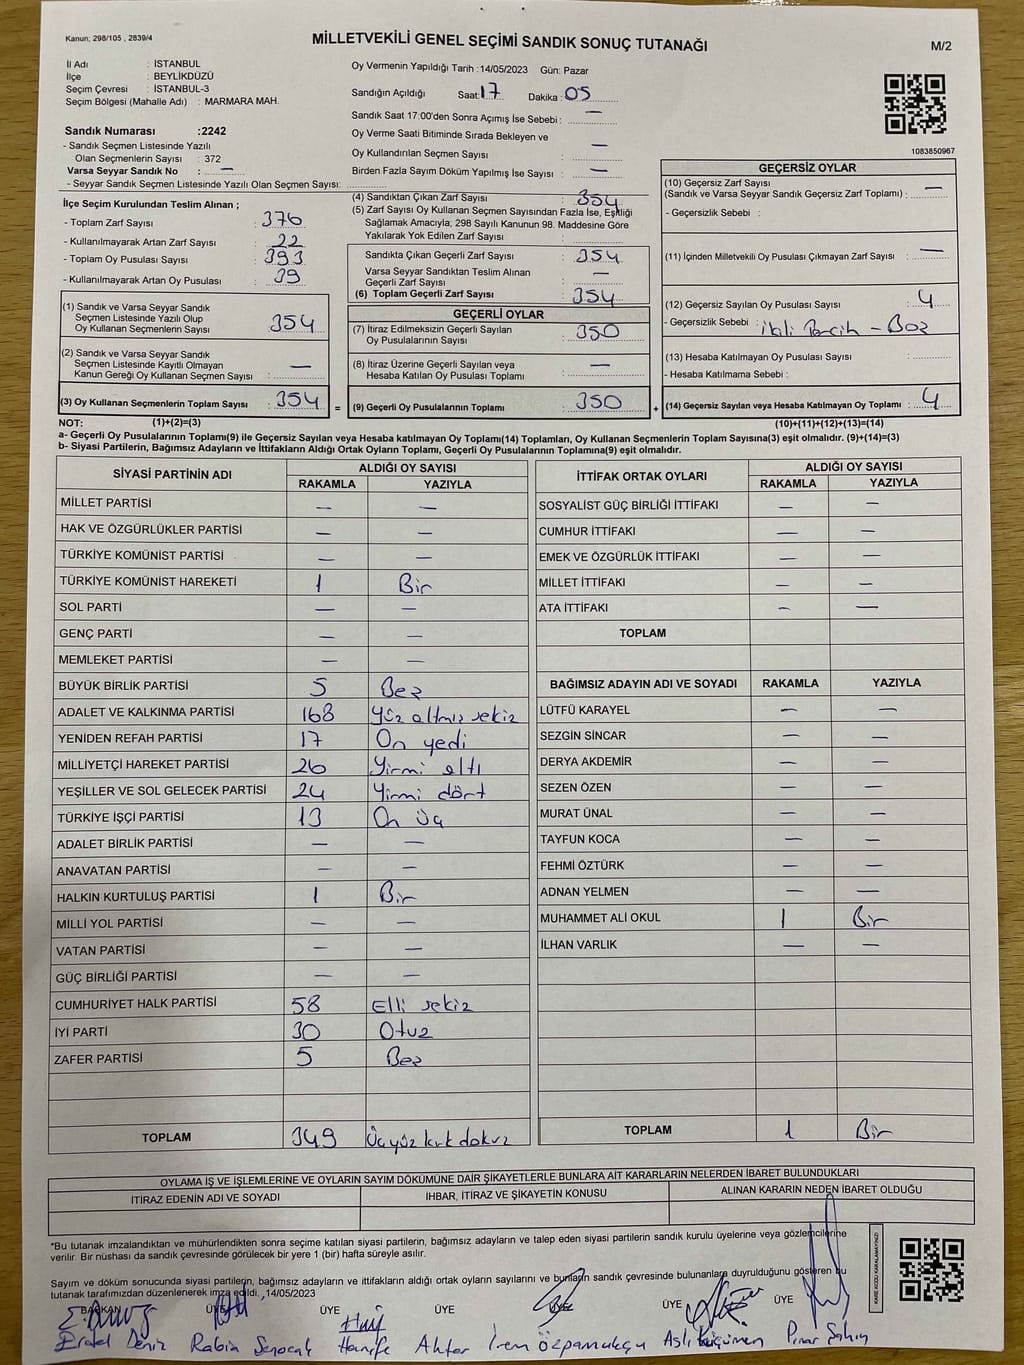 Kanun; 298/105 , 2839/4
MİLLETVEKİLİ GENEL SEÇİMİ SANDIK SONUÇ TUTANAĞI
M/2
İl Adı : İSTANBUL
İlçe : BEYLİKDÜZÜ
Seçim Çevresi : İSTANBUL-3
Seçim Bölgesi (Mahalle Adı) : MARMARA MAH.
Sandık Numarası :2242
- Sandık Seçmen Listesinde Yazılı
Olan Seçmenlerin Sayısı : 372
Varsa Seyyar Sandık No : —
- Seyyar Sandık Seçmen Listesinde Yazılı Olan Seçmen Sayısı:
Oy Vermenin Yapıldığı Tarih :14/05/2023 Gün: Pazar
Sandığın Açıldığı Saat: 17 Dakika : 05
Sandık Saat 17:00'den Sonra Açımış İse Sebebi : —
Oy Verme Saati Bitiminde Sırada Bekleyen ve
Oy Kullandırılan Seçmen Sayısı : —
Birden Fazla Sayım Döküm Yapılmış İse Sayısı : —
1083850967
İlçe Seçim Kurulundan Teslim Alınan ;
- Toplam Zarf Sayısı : 376
- Kullanılmayarak Artan Zarf Sayısı : 22
- Toplam Oy Pusulası Sayısı : 393
- Kullanılmayarak Artan Oy Pusulası : 39
(1) Sandık ve Varsa Seyyar Sandık
Seçmen Listesinde Yazılı Olup
Oy Kullanan Seçmenlerin Sayısı : 354
(2) Sandık ve Varsa Seyyar Sandık
Seçmen Listesinde Kayıtlı Olmayan
Kanun Gereği Oy Kullanan Seçmen Sayısı : —
(3) Oy Kullanan Seçmenlerin Toplam Sayısı : 354
(4) Sandıktan Çıkan Zarf Sayısı : 354
(5) Zarf Sayısı Oy Kullanan Seçmen Sayısından Fazla İse, Eşitliği
Sağlamak Amacıyla; 298 Sayılı Kanunun 98. Maddesine Göre
Yakılarak Yok Edilen Zarf Sayısı :
Sandıkta Çıkan Geçerli Zarf Sayısı : 354
Varsa Seyyar Sandıktan Teslim Alınan
Geçerli Zarf Sayısı : —
(6) Toplam Geçerli Zarf Sayısı : 354
GEÇERLİ OYLAR
(7) İtiraz Edilmeksizin Geçerli Sayılan
Oy Pusulalarının Sayısı : 350
(8) İtiraz Üzerine Geçerli Sayılan veya
Hesaba Katılan Oy Pusulası Toplamı : —
= (9) Geçerli Oy Pusulalarının Toplamı : 350
GEÇERSİZ OYLAR
(10) Geçersiz Zarf Sayısı
(Sandık ve Varsa Seyyar Sandık Geçersiz Zarf Toplamı) : —
- Geçersizlik Sebebi :
(11) İçinden Milletvekili Oy Pusulası Çıkmayan Zarf Sayısı : —
(12) Geçersiz Sayılan Oy Pusulası Sayısı : 4
- Geçersizlik Sebebi : İkili Tercih - Boş
(13) Hesaba Katılmayan Oy Pusulası Sayısı :
- Hesaba Katılmama Sebebi :
+ (14) Geçersiz Sayılan veya Hesaba Katılmayan Oy Toplamı : 4
NOT: (1)+(2)=(3)
(10)+(11)+(12)+(13)=(14)
a- Geçerli Oy Pusulalarının Toplamı(9) ile Geçersiz Sayılan veya Hesaba katılmayan Oy Toplamı(14) Toplamları, Oy Kullanan Seçmenlerin Toplam Sayısına(3) eşit olmalıdır. (9)+(14)=(3)
b- Siyasi Partilerin, Bağımsız Adayların ve İttifakların Aldığı Ortak Oyların Toplamı, Geçerli Oy Pusulalarının Toplamına(9) eşit olmalıdır.
SİYASİ PARTİNİN ADI ALDIĞI OY SAYISI
RAKAMLA YAZIYLA
MİLLET PARTİSİ — —
HAK VE ÖZGÜRLÜKLER PARTİSİ — —
TÜRKİYE KOMÜNİST PARTİSİ — —
TÜRKİYE KOMÜNİST HAREKETİ 1 Bir
SOL PARTİ — —
GENÇ PARTİ — —
MEMLEKET PARTİSİ — —
BÜYÜK BİRLİK PARTİSİ 5 Beş
ADALET VE KALKINMA PARTİSİ 168 Yüz altmış sekiz
YENİDEN REFAH PARTİSİ 17 On yedi
MİLLİYETÇİ HAREKET PARTİSİ 26 Yirmi altı
YEŞİLLER VE SOL GELECEK PARTİSİ 24 Yirmi dört
TÜRKİYE İŞÇİ PARTİSİ 13 On üç
ADALET BİRLİK PARTİSİ — —
ANAVATAN PARTİSİ — —
HALKIN KURTULUŞ PARTİSİ 1 Bir
MİLLİ YOL PARTİSİ — —
VATAN PARTİSİ — —
GÜÇ BİRLİĞİ PARTİSİ — —
CUMHURİYET HALK PARTİSİ 58 Elli sekiz
İYİ PARTİ 30 Otuz
ZAFER PARTİSİ 5 Beş
TOPLAM 349 Üçyüz kırk dokuz
İTTİFAK ORTAK OYLARI ALDIĞI OY SAYISI
RAKAMLA YAZIYLA
SOSYALİST GÜÇ BİRLİĞİ İTTİFAKI — —
CUMHUR İTTİFAKI — —
EMEK VE ÖZGÜRLÜK İTTİFAKI — —
MİLLET İTTİFAKI — —
ATA İTTİFAKI — —
TOPLAM
BAĞIMSIZ ADAYIN ADI VE SOYADI RAKAMLA YAZIYLA
LÜTFÜ KARAYEL — —
SEZGİN SİNCAR — —
DERYA AKDEMİR — —
SEZEN ÖZEN — —
MURAT ÜNAL — —
TAYFUN KOCA — —
FEHMİ ÖZTÜRK — —
ADNAN YELMEN — —
MUHAMMET ALİ OKUL 1 Bir
İLHAN VARLIK — —
TOPLAM 1 Bir
OYLAMA İŞ VE İŞLEMLERİNE VE OYLARIN SAYIM DÖKÜMÜNE DAİR ŞİKAYETLERLE BUNLARA AİT KARARLARIN NELERDEN İBARET BULUNDUKLARI
İTİRAZ EDENİN ADI VE SOYADI İHBAR, İTİRAZ VE ŞİKAYETİN KONUSU ALINAN KARARIN NEDEN İBARET OLDUĞU
*Bu tutanak imzalandıktan ve mühürlendikten sonra seçime katılan siyasi partilerin, bağımsız adayların ve talep eden siyasi partilerin sandık kurulu üyelerine veya gözlemcilerine
verilir. Bir nüshası da sandık çevresinde görülecek bir yere 1 (bir) hafta süreyle asılır.
Sayım ve döküm sonucunda siyasi partilerin, bağımsız adayların ve ittifakların aldığı ortak oyların sayılarını ve bunların sandık çevresinde bulunanlara duyrulduğunu gösteren bu
tutanak tarafımızdan düzenlenerek imza edildi. ,14/05/2023
BAŞKAN ÜYE ÜYE ÜYE ÜYE ÜYE ÜYE
Erdal Deniz Rabia Şenocak Hanife Aktar İrem Özpamukçu Aslı Küçümen Pınar Şahin
KARE KODU KARALAMAYINIZ!